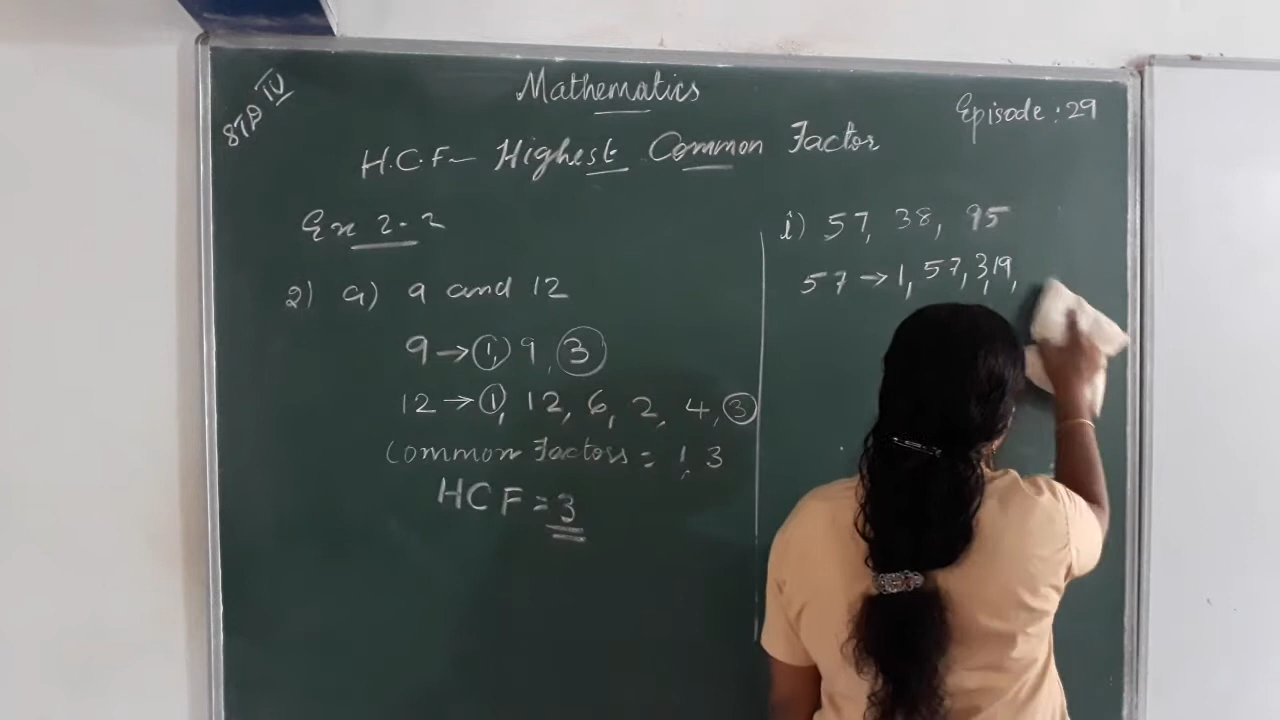 STD IV
Mathematics
Episode : 29
H.C.F - Highest Common Factor
Ex 2.2
2) a) 9 and 12
9 → 1, 9, 3
12 → 1, 12, 6, 2, 4, 3
Common Factors = 1, 3
HCF = 3
i) 57, 38, 95
57 → 1, 57, 3, 19,